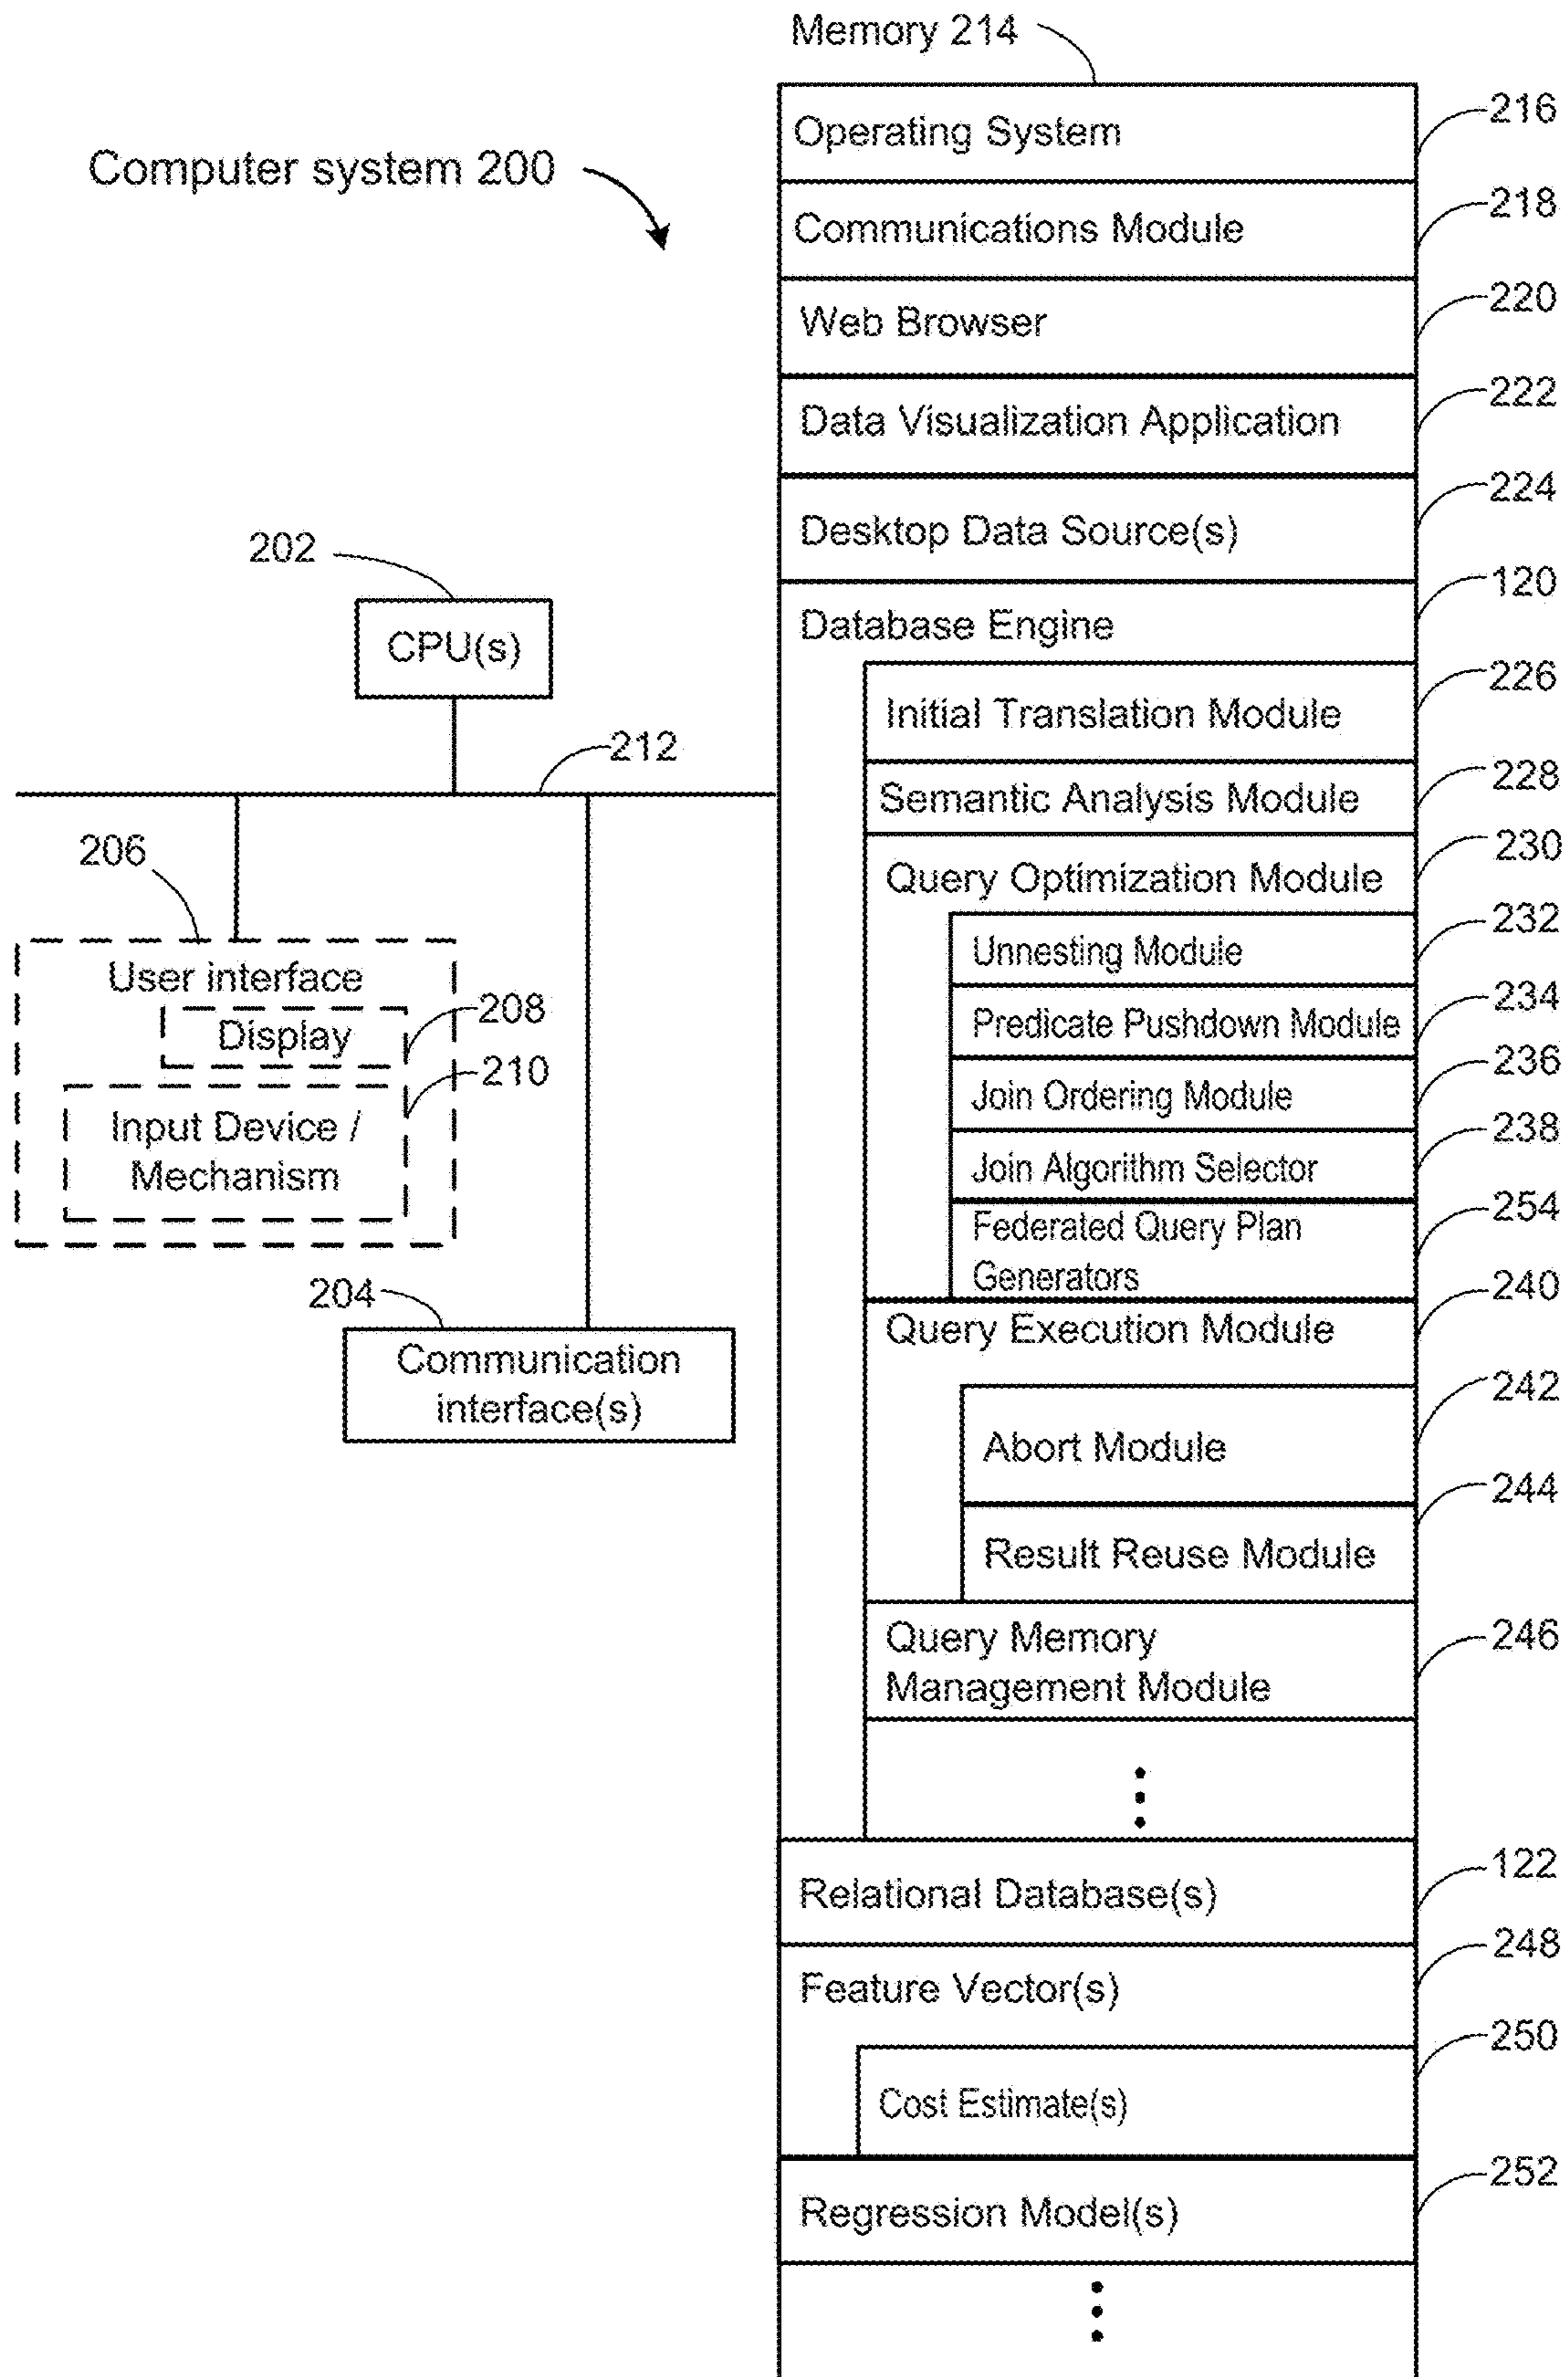 Memory 214
Computer system 200
Operating System
216
Communications Module
218
Web Browser
220
Data Visualization Application
222
Desktop Data Source(s)
224
Database Engine
120
Initial Translation Module
226
Semantic Analysis Module
228
Query Optimization Module
230
Unnesting Module
232
Predicate Pushdown Module
234
Join Ordering Module
236
Join Algorithm Selector
238
Federated Query Plan
Generators
254
Query Execution Module
240
Abort Module
242
Result Reuse Module
244
Query Memory
Management Module
246
Relational Database(s)
122
Feature Vector(s)
248
Cost Estimate(s)
250
Regression Model(s)
252
202
CPU(s)
212
206
User interface
Display
208
210
Input Device /
Mechanism
204
Communication
interface(s)